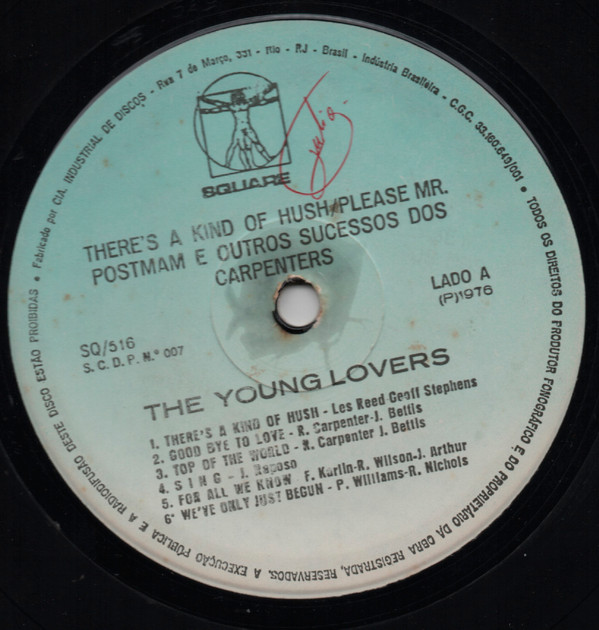 • Fabricado por CIA. INDUSTRIAL DE DISCOS - Rua 7 de Março, 331 - Rio - RJ - Brasil - Indústria Brasileira - C.G.C. 33.160.649/001 • TODOS OS DIREITOS DO PRODUTOR FONOGRÁFICO E DO PROPRIETÁRIO DA OBRA REGISTRADA, RESERVADOS. A EXECUÇÃO PÚBLICA E A RADIODIFUSÃO DESTE DISCO ESTÃO PROIBIDAS
SQUARE
THERE'S A KIND OF HUSH/PLEASE MR.
POSTMAM E OUTROS SUCESSOS DOS
CARPENTERS
LADO A
(P)1976
SQ/516
S. C. D. P. N.º 007
THE YOUNG LOVERS
1. THERE'S A KIND OF HUSH - Les Reed Geoff Stephens
2. GOOD BYE TO LOVE - R. Carpenter-J. Bettis
3. TOP OF THE WORLD - R. Carpenter J. Bettis
4. SING - J. Raposo
5. FOR ALL WE KNOW F. Karlin-R. Wilson-J. Arthur
6. WE'VE ONLY JUST BEGUN - P. Williams-R. Nichols